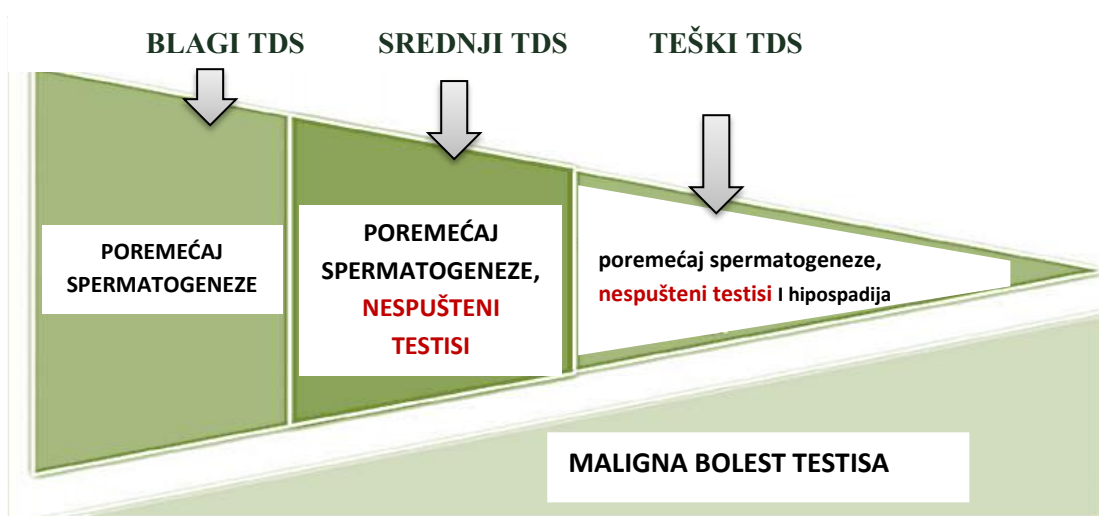 BLAGI TDS
SREDNJI TDS
TEŠKI TDS
POREMEĆAJ
SPERMATOGENEZE
POREMEĆAJ
SPERMATOGENEZE,
NESPUŠTENI
TESTISI
poremećaj spermatogeneze,
nespušteni testisi I hipospadija
MALIGNA BOLEST TESTISA